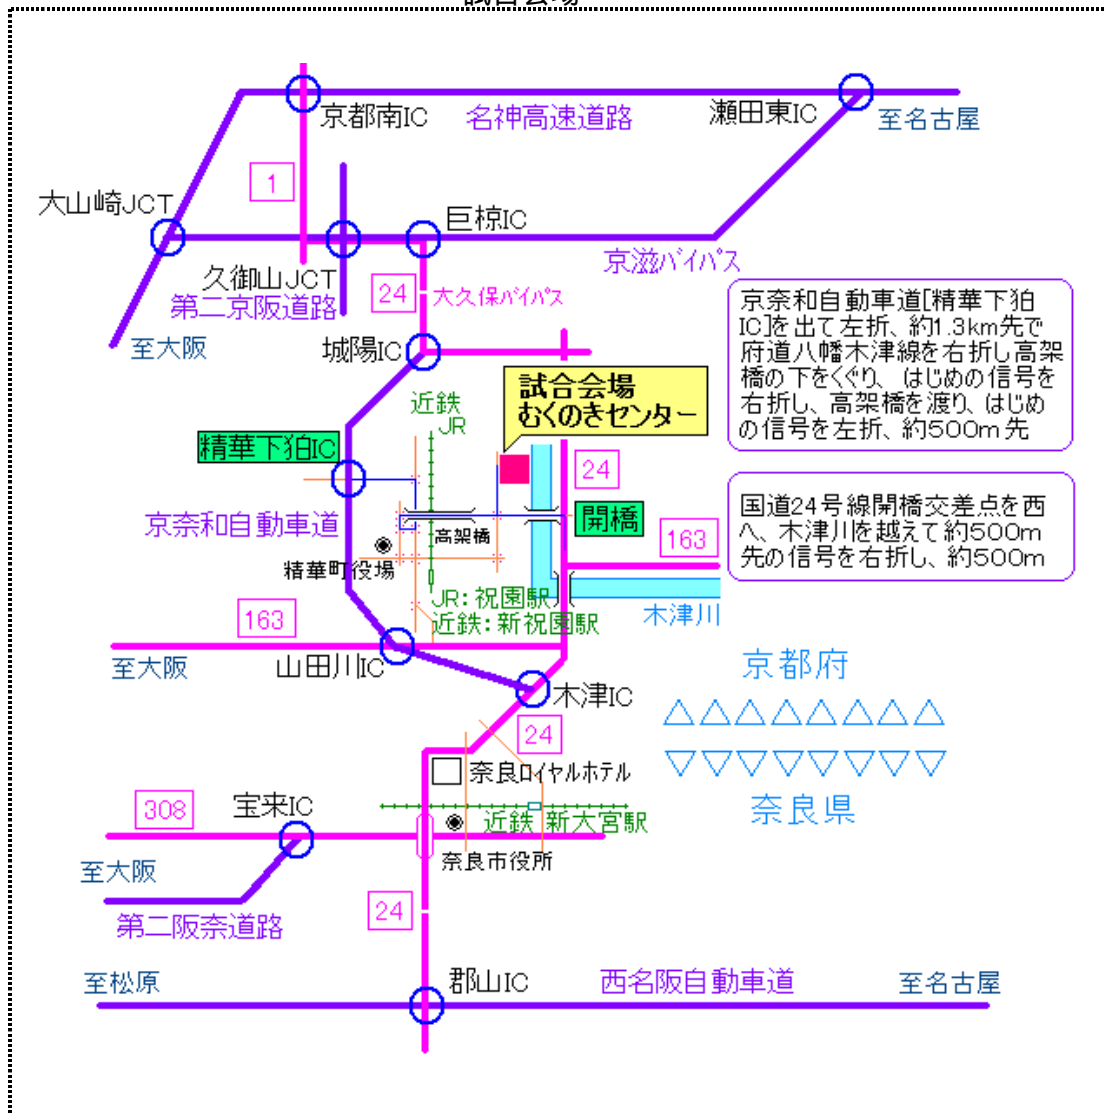 試合会場
京都南IC
名神高速道路
瀬田東IC
至名古屋
1
大山崎JCT
巨椋IC
久御山JCT
第二京阪道路
24
大久保バイパス
京滋バイパス
至大阪
城陽IC
京奈和自動車道[精華下狛
IC]を出て左折、約1.3km先で
府道八幡木津線を右折し高架
橋の下をくぐり、はじめの信号を
右折し、高架橋を渡り、はじめ
の信号を左折、約500m 先
試合会場
むくのきセンター
近鉄
JR
精華下狛IC
24
京奈和自動車道
高架橋
開橋
163
国道24号線開橋交差点を西
へ、木津川を越えて約500m
先の信号を右折し、約500m
精華町役場
JR:祝園駅
近鉄:新祝園駅
木津川
163
至大阪
山田川IC
木津IC
京都府
24
奈良ロイヤルホテル
奈良県
308
宝来IC
近鉄 新大宮駅
奈良市役所
至大阪
第二阪奈道路
24
至松原
郡山IC
西名阪自動車道
至名古屋